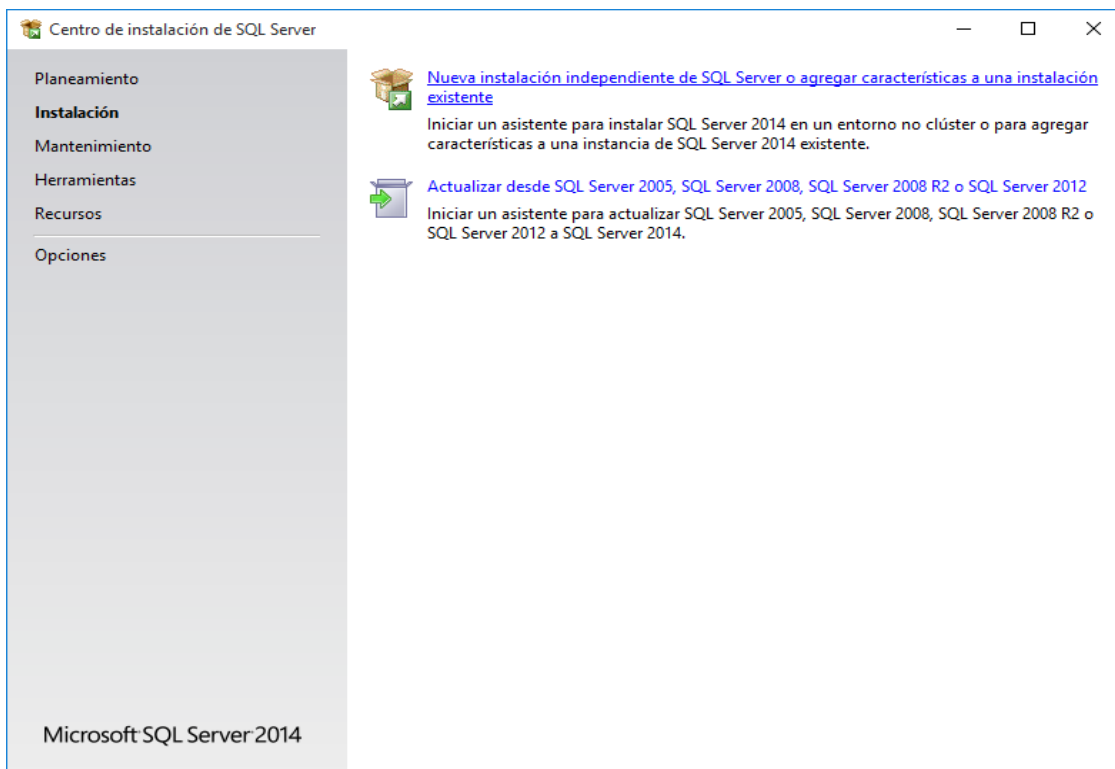 Centro de instalación de SQL Server
Planeamiento
Instalación
Mantenimiento
Herramientas
Recursos
Opciones
Nueva instalación independiente de SQL Server o agregar características a una instalación
existente
Iniciar un asistente para instalar SQL Server 2014 en un entorno no clúster o para agregar
características a una instancia de SQL Server 2014 existente.
Actualizar desde SQL Server 2005, SQL Server 2008, SQL Server 2008 R2 o SQL Server 2012
Iniciar un asistente para actualizar SQL Server 2005, SQL Server 2008, SQL Server 2008 R2 o
SQL Server 2012 a SQL Server 2014.
Microsoft SQL Server 2014